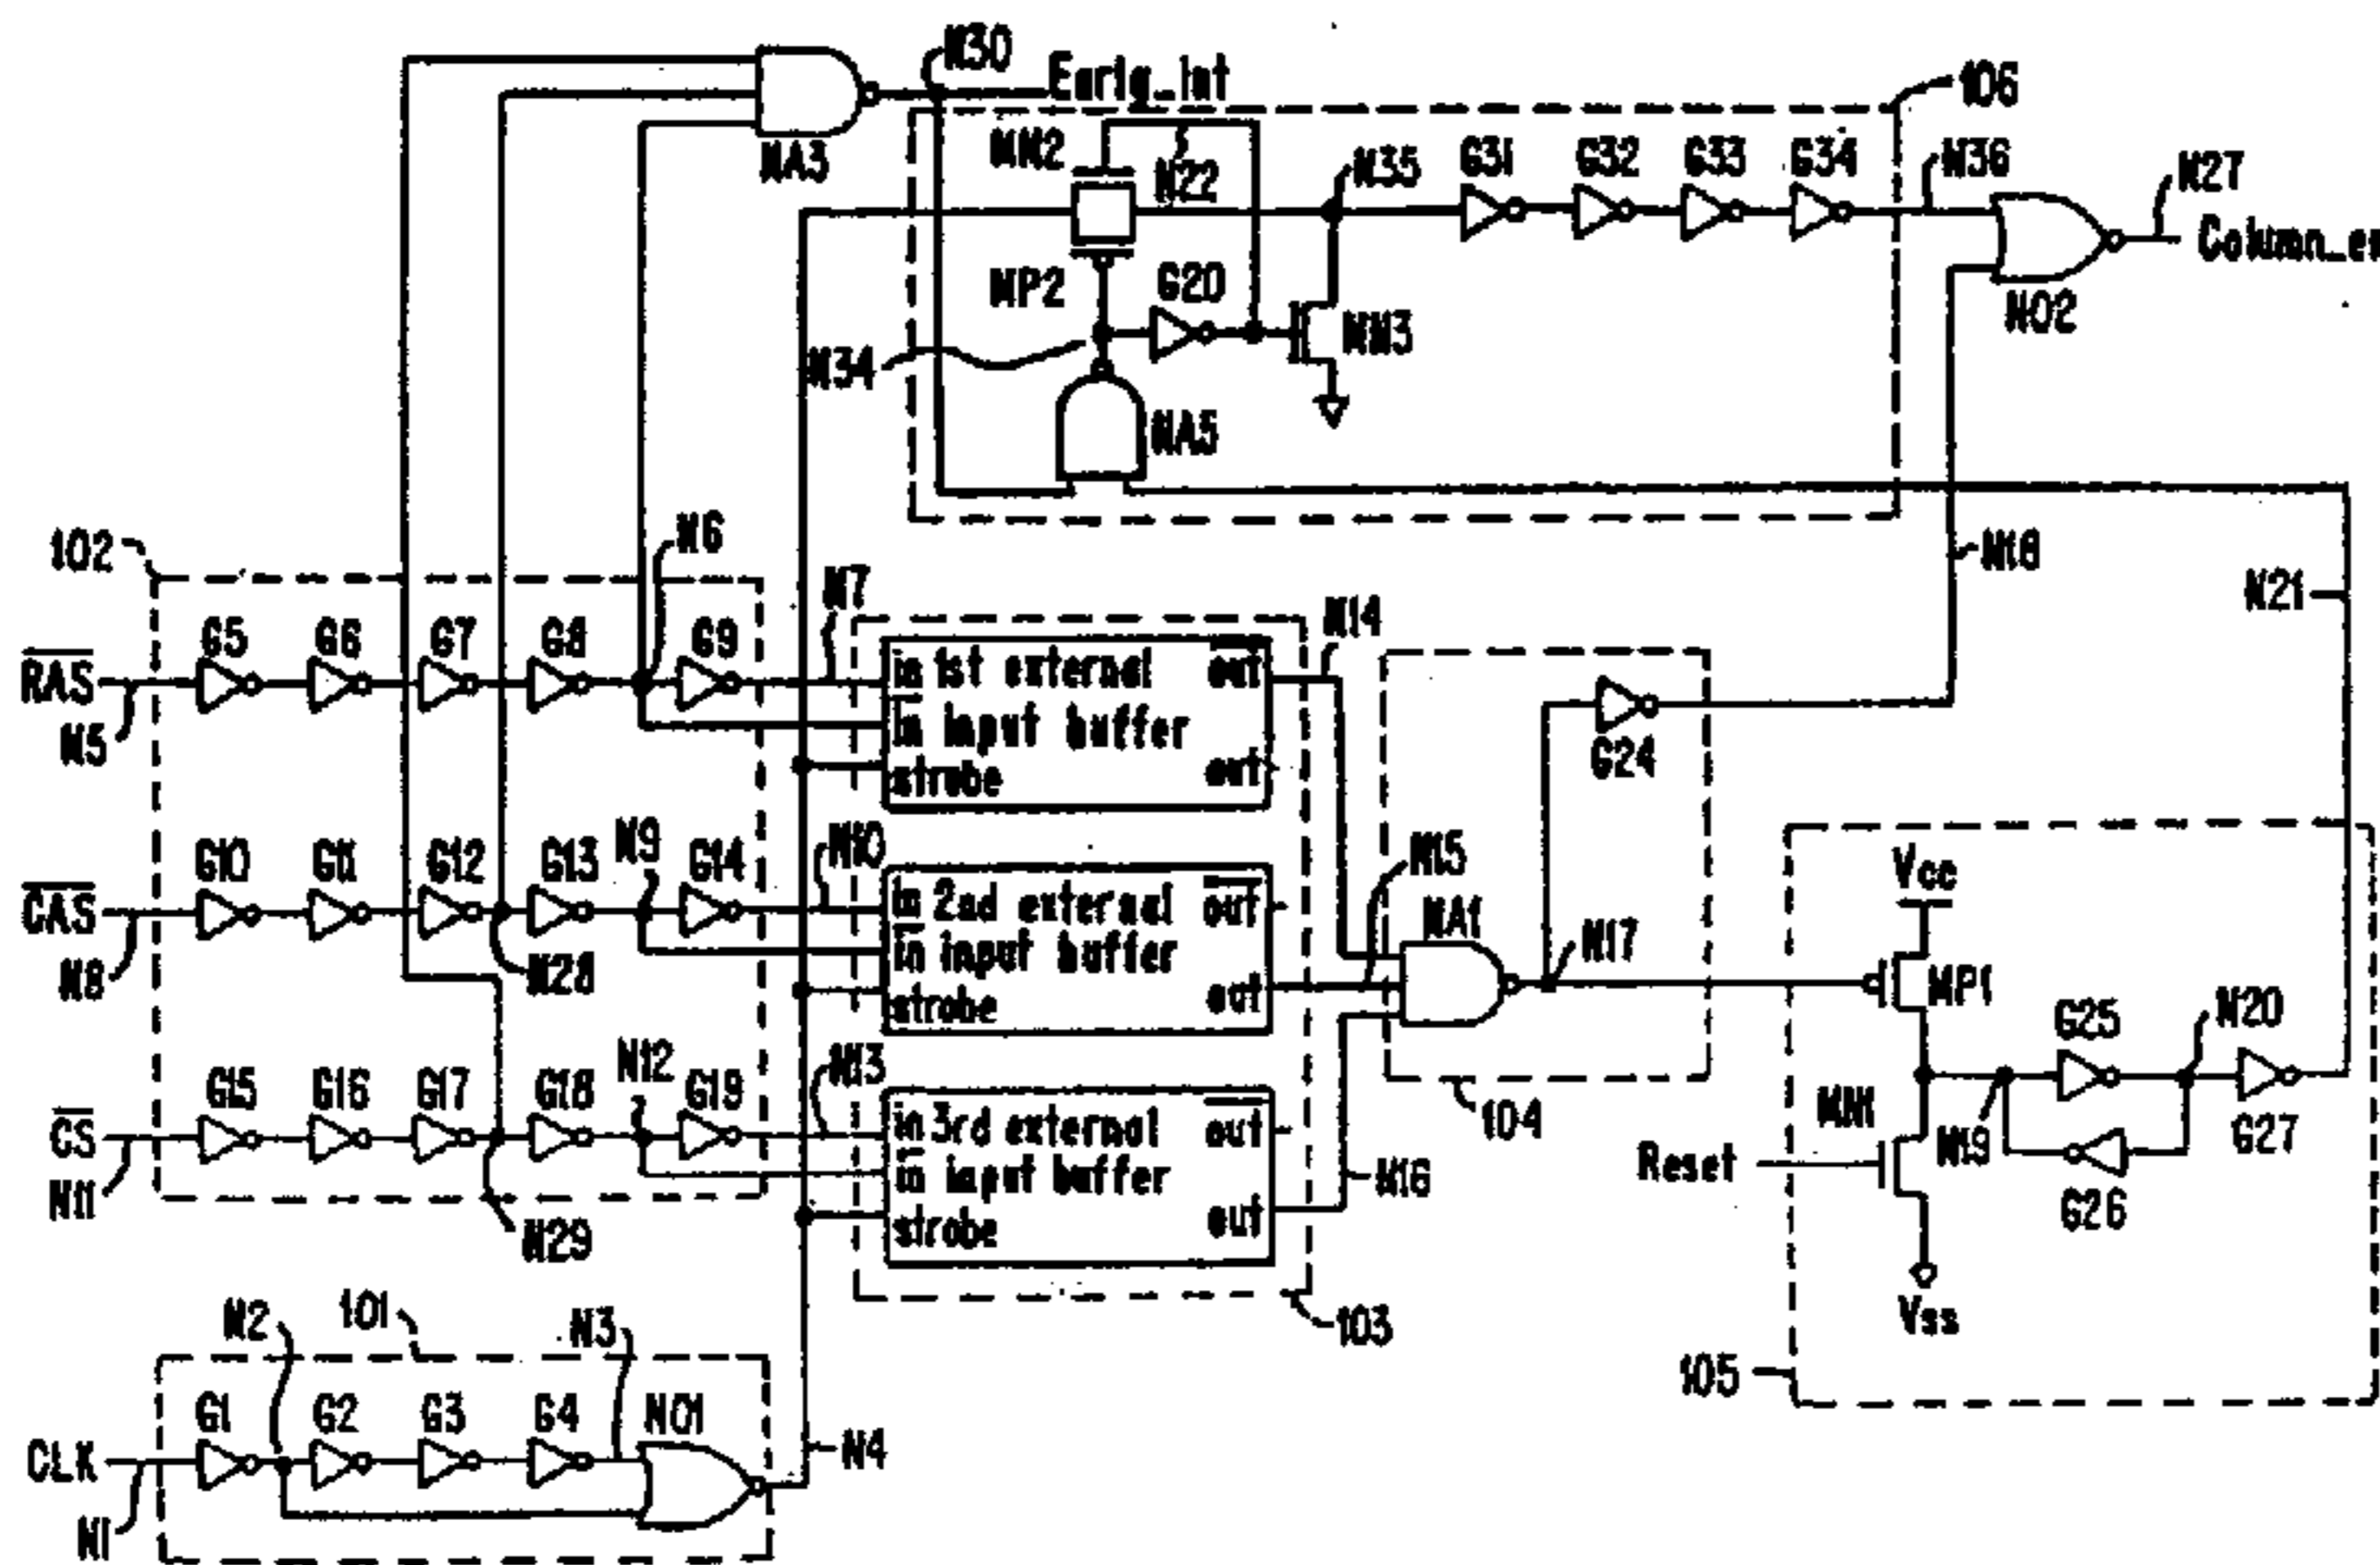 N30
Early_Int
106
MN2
N22
NA3
N35
G31
G32
G33
G34
N36
N27
Column_en
MP2
G20
MN3
NO2
N34
NA5
102
N6
N18
N21
N7
N14
RAS
G5
G6
G7
G8
G9
N5
in 1st external out
in input buffer
strobe out
G24
CAS
G10
G11
G12
G13
N9
G14
N10
N8
N28
in 2nd external out
in input buffer
strobe out
N15
NA1
N17
Vcc
MP1
G25
N20
CS
G15
G16
G17
G18
N12
G19
N13
N11
N29
in 3rd external out
in input buffer
strobe out
N16
104
Reset
MN1
N19
G26
G27
Vss
103
105
101
N2
N3
CLK
G1
G2
G3
G4
NO1
N4
N1